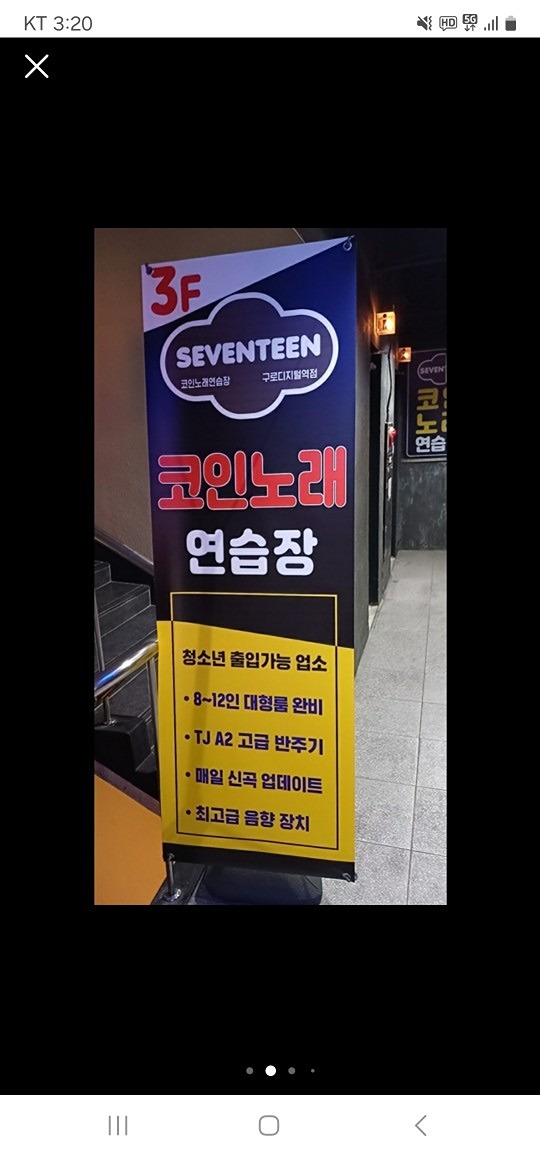 KT 3:20
HD 5G
3F
SEVENTEEN
코인노래연습장 구로디지털역점
코인노래
연습장
청소년 출입가능 업소
• 8~12인 대형룸 완비
• TJ A2 고급 반주기
• 매일 신곡 업데이트
• 최고급 음향 장치
SEVEN
코
노래
연습